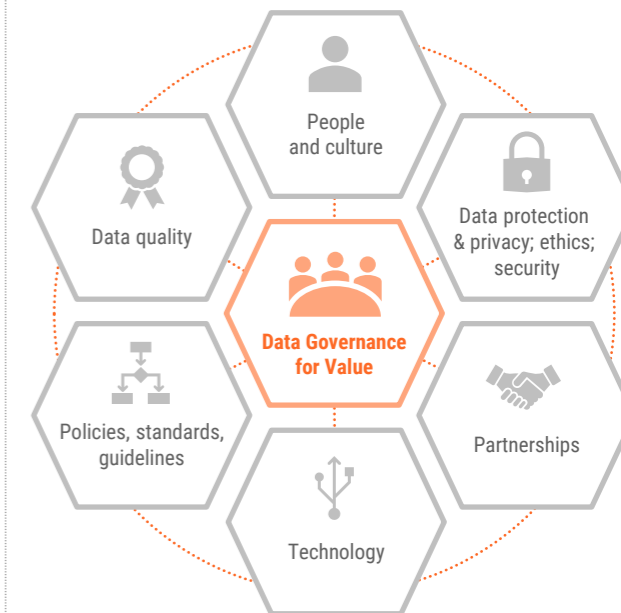 People
and culture
Data quality
Data protection
& privacy; ethics;
security
Data Governance
for Value
Policies, standards,
guidelines
Partnerships
Technology